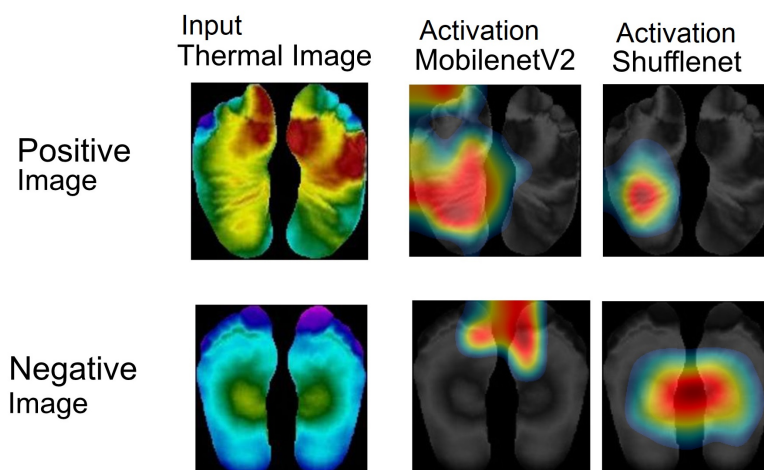 Input
Thermal Image
Activation
MobilenetV2
Activation
Shufflenet
Positive
Image
Negative
Image